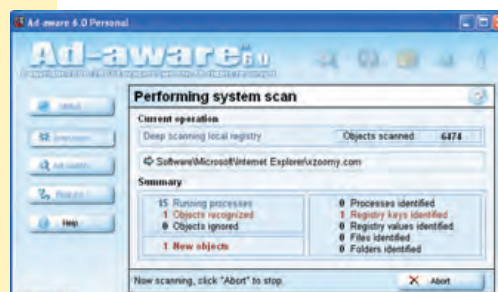 Ad-aware 6.0 Personal
Ad-aware 6.0
Performing system scan
Current operation
Deep scanning local registry
Objects scanned: 6474
Software\Microsoft\Internet Explorer\xzoomy.com
Summary
15 Running processes
1 Objects recognized
0 Objects ignored
1 New objects
0 Processes identified
1 Registry keys identified
0 Registry values identified
0 Files identified
0 Folders identified
Help
Now scanning, click "Abort" to stop.
Abort